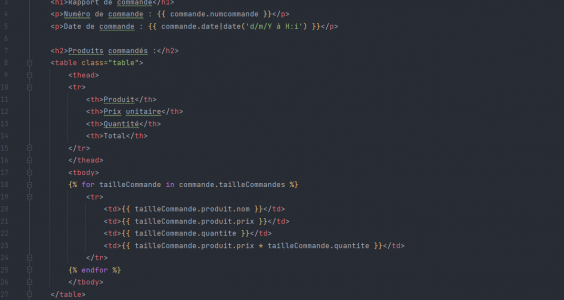 3 <h1>Rapport de commande</h1>
4 <p>Numéro de commande : {{ commande.numcommande }}</p>
5 <p>Date de commande : {{ commande.date|date('d/m/Y à H:i') }}</p>
6
7 <h2>Produits commandés :</h2>
8 <table class="table">
9 <thead>
10 <tr>
11 <th>Produit</th>
12 <th>Prix unitaire</th>
13 <th>Quantité</th>
14 <th>Total</th>
15 </tr>
16 </thead>
17 <tbody>
18 {% for tailleCommande in commande.tailleCommandes %}
19 <tr>
20 <td>{{ tailleCommande.produit.nom }}</td>
21 <td>{{ tailleCommande.produit.prix }}</td>
22 <td>{{ tailleCommande.quantite }}</td>
23 <td>{{ tailleCommande.produit.prix * tailleCommande.quantite }}</td>
24 </tr>
25 {% endfor %}
26 </tbody>
27 </table>